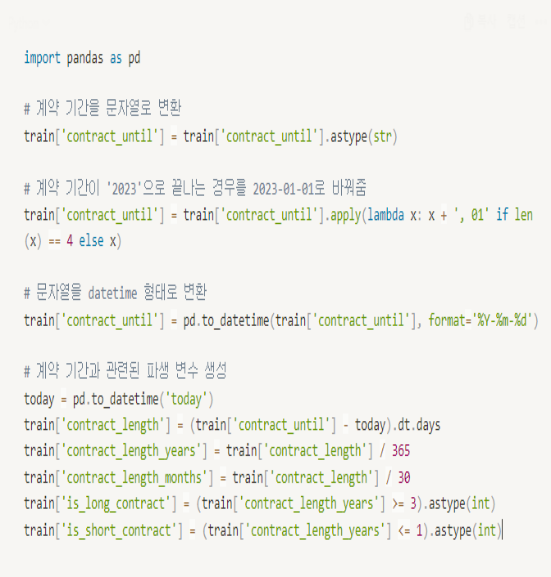 import pandas as pd
# 계약 기간을 문자열로 변환
train['contract_until'] = train['contract_until'].astype(str)
# 계약 기간이 '2023'으로 끝나는 경우를 2023-01-01로 바꿔줌
train['contract_until'] = train['contract_until'].apply(lambda x: x + ', 01' if len
(x) == 4 else x)
# 문자열을 datetime 형태로 변환
train['contract_until'] = pd.to_datetime(train['contract_until'], format='%Y-%m-%d')
# 계약 기간과 관련된 파생 변수 생성
today = pd.to_datetime('today')
train['contract_length'] = (train['contract_until'] - today).dt.days
train['contract_length_years'] = train['contract_length'] / 365
train['contract_length_months'] = train['contract_length'] / 30
train['is_long_contract'] = (train['contract_length_years'] >= 3).astype(int)
train['is_short_contract'] = (train['contract_length_years'] <= 1).astype(int)